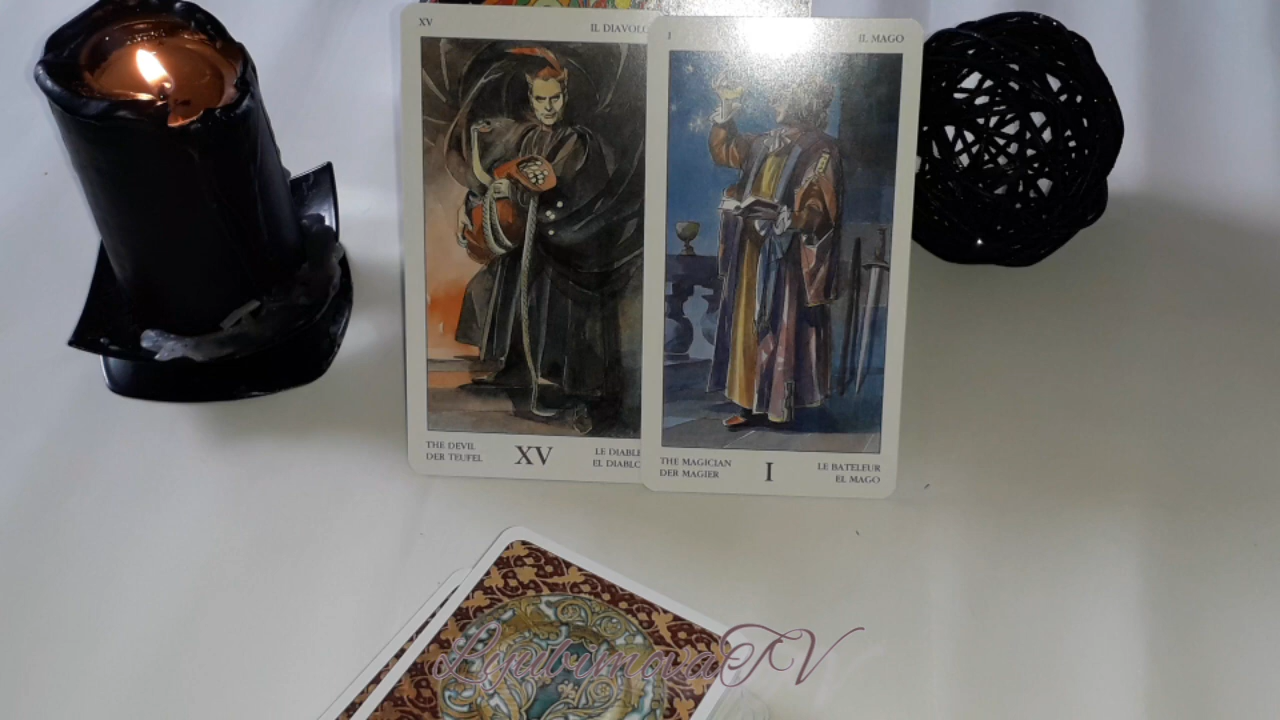 XV
IL DIAVOLO
THE DEVIL
DER TEUFEL
XV
LE DIABLE
EL DIABLO
I
IL MAGO
THE MAGICIAN
DER MAGIER
I
LE BATELEUR
EL MAGO